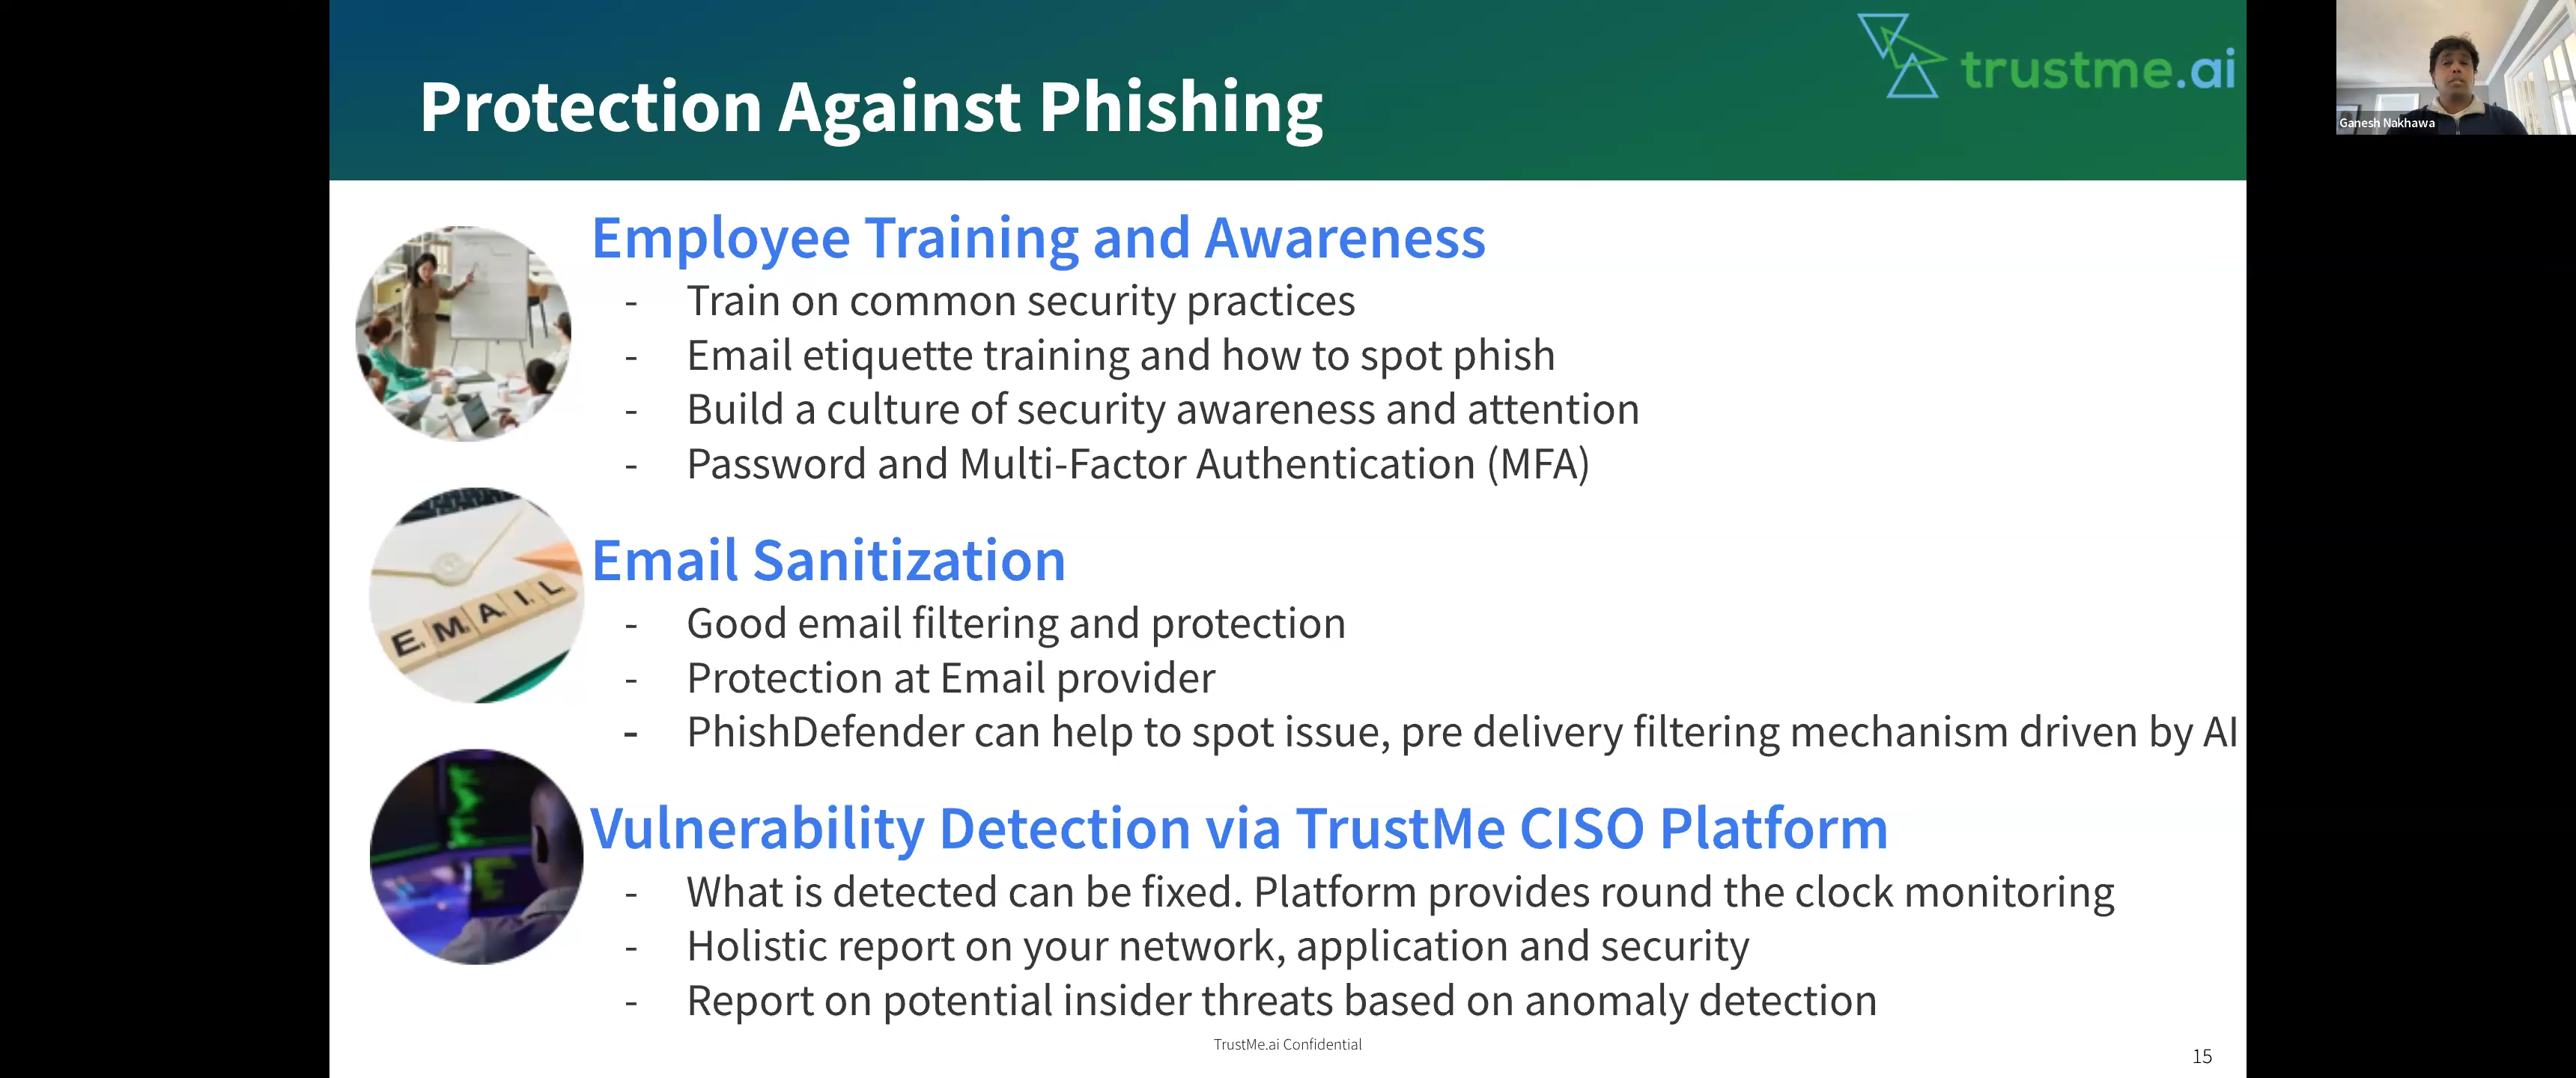 Protection Against Phishing
trustme.ai
Ganesh Nakhawa
Employee Training and Awareness
- Train on common security practices
- Email etiquette training and how to spot phish
- Build a culture of security awareness and attention
- Password and Multi-Factor Authentication (MFA)
E M A I L
Email Sanitization
- Good email filtering and protection
- Protection at Email provider
- PhishDefender can help to spot issue, pre delivery filtering mechanism driven by AI
Vulnerability Detection via TrustMe CISO Platform
- What is detected can be fixed. Platform provides round the clock monitoring
- Holistic report on your network, application and security
- Report on potential insider threats based on anomaly detection
TrustMe.ai Confidential
15